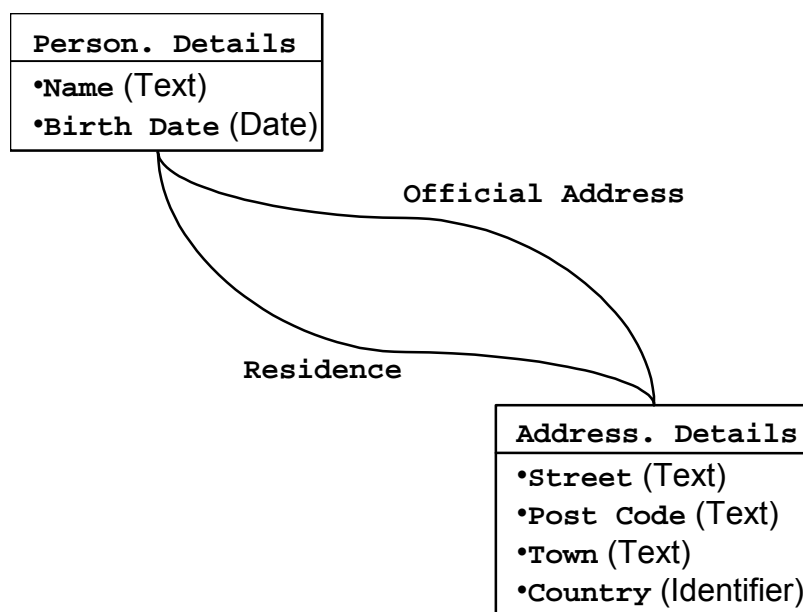 Person. Details
•Name (Text)
•Birth Date (Date)
Official Address
Residence
Address. Details
•Street (Text)
•Post Code (Text)
•Town (Text)
•Country (Identifier)